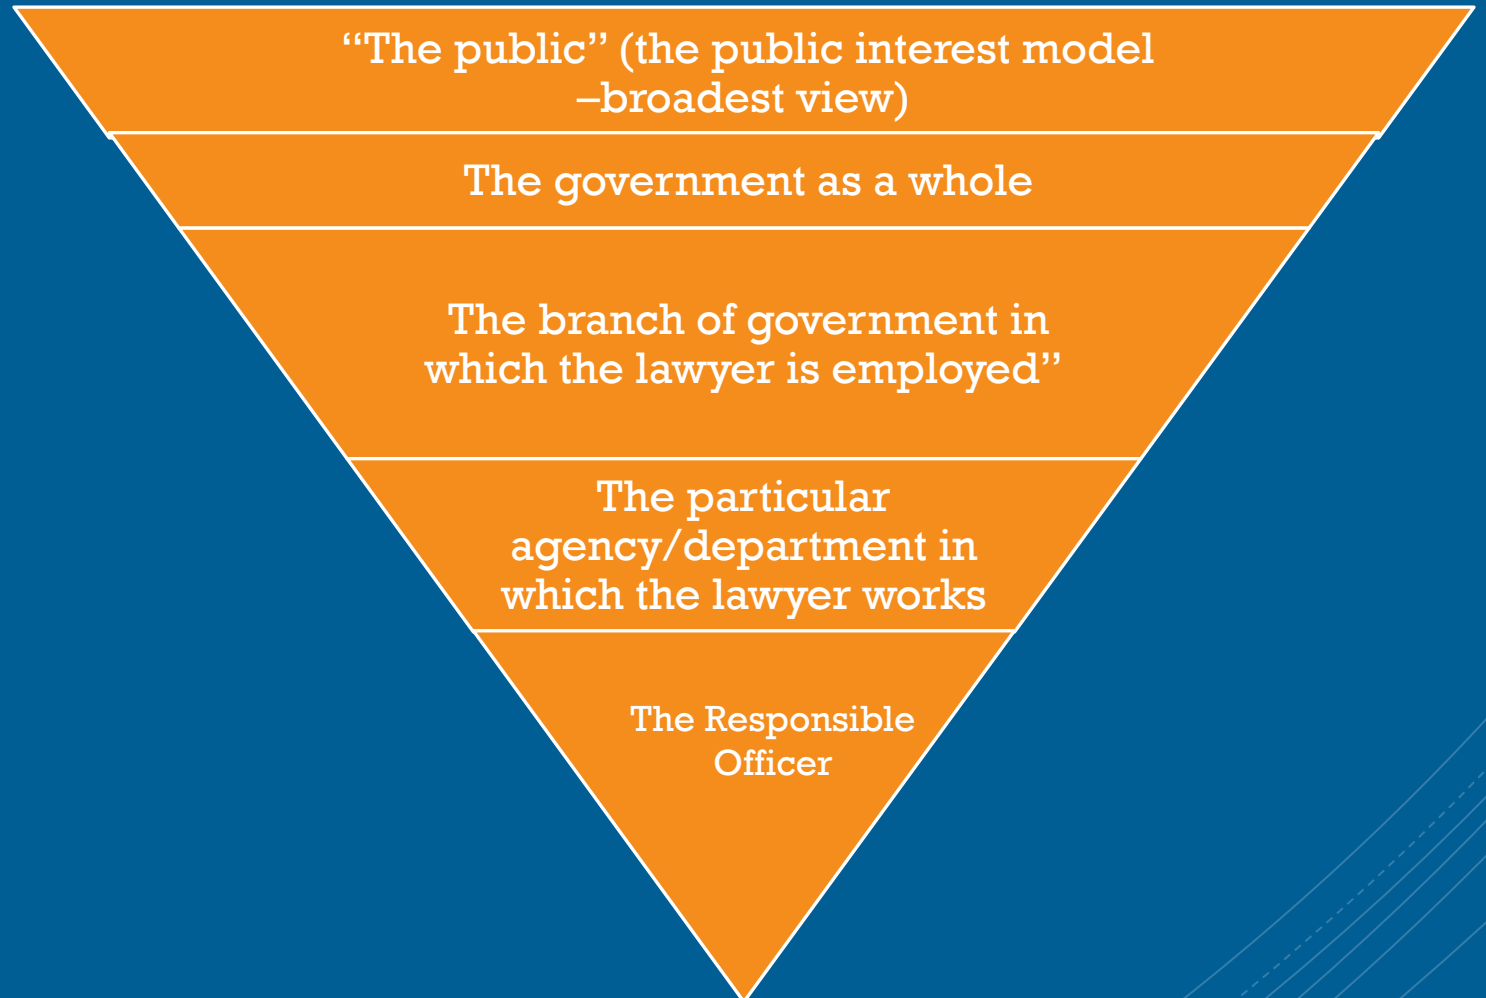 “The public” (the public interest model
–broadest view)
The government as a whole
The branch of government in
which the lawyer is employed”
The particular
agency/department in
which the lawyer works
The Responsible
Officer